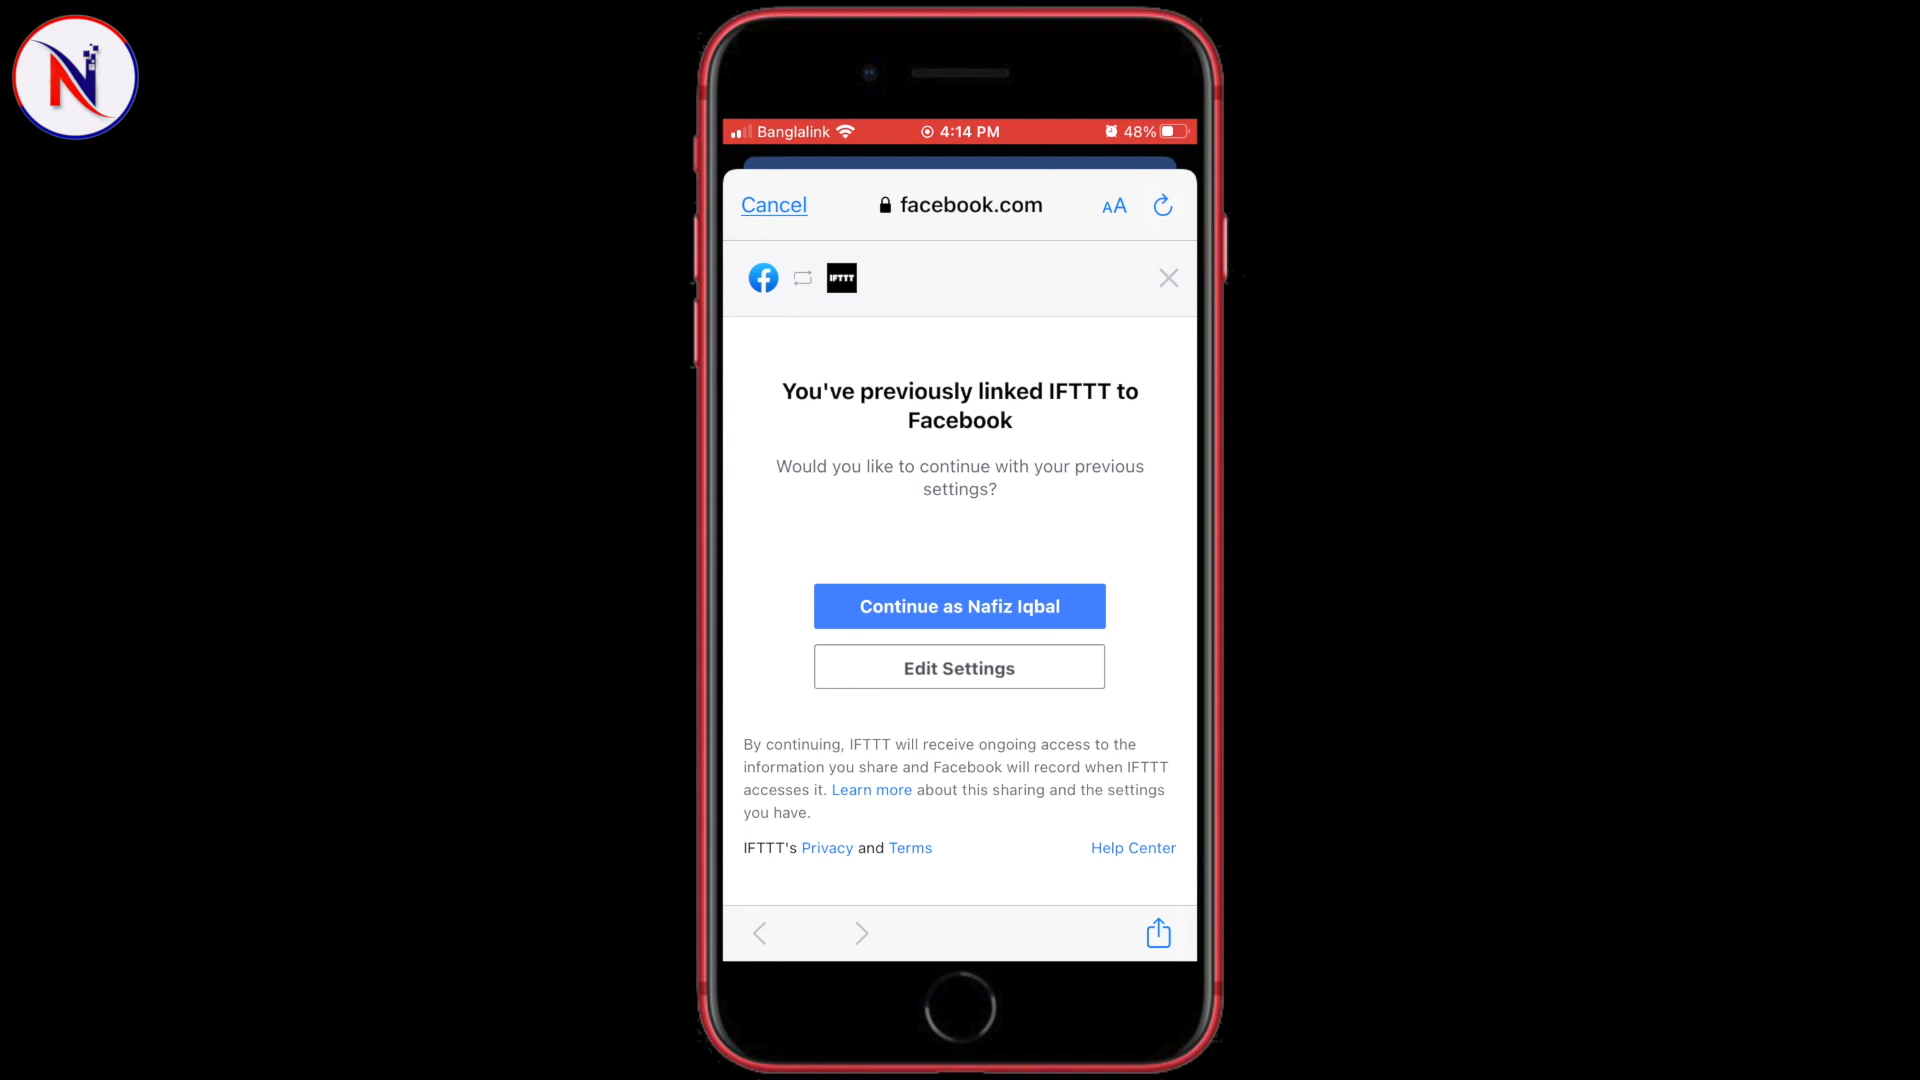 N
Banglalink 4:14 PM 48%
Cancel facebook.com AA
IFTTT
You've previously linked IFTTT to
Facebook
Would you like to continue with your previous
settings?
Continue as Nafiz Iqbal
Edit Settings
By continuing, IFTTT will receive ongoing access to the
information you share and Facebook will record when IFTTT
accesses it. Learn more about this sharing and the settings
you have.
IFTTT's Privacy and Terms Help Center